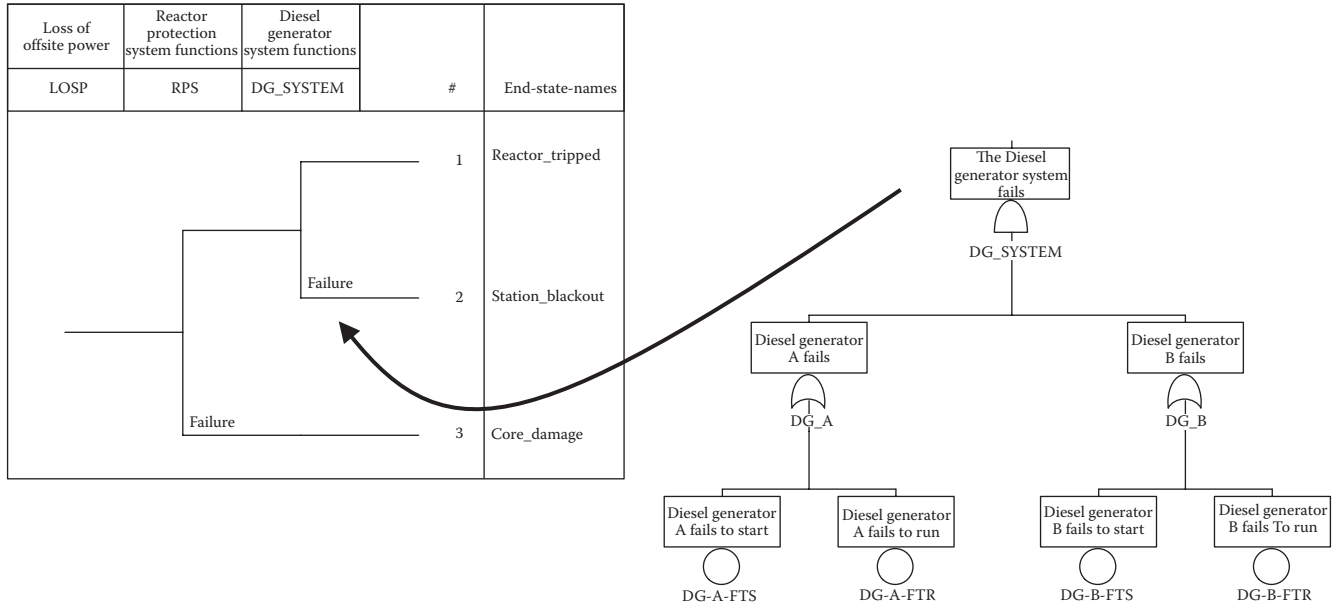 Loss of
offsite power
Reactor
protection
system functions
Diesel
generator
system functions
LOSP
RPS
DG_SYSTEM
#
End-state-names
1
Reactor_tripped
Failure
2
Station_blackout
Failure
3
Core_damage
The Diesel
generator system
fails
DG_SYSTEM
Diesel generator
A fails
Diesel generator
B fails
DG_A
DG_B
Diesel generator
A fails to start
Diesel generator
A fails to run
Diesel generator
B fails to start
Diesel generator
B fails To run
DG-A-FTS
DG-A-FTR
DG-B-FTS
DG-B-FTR